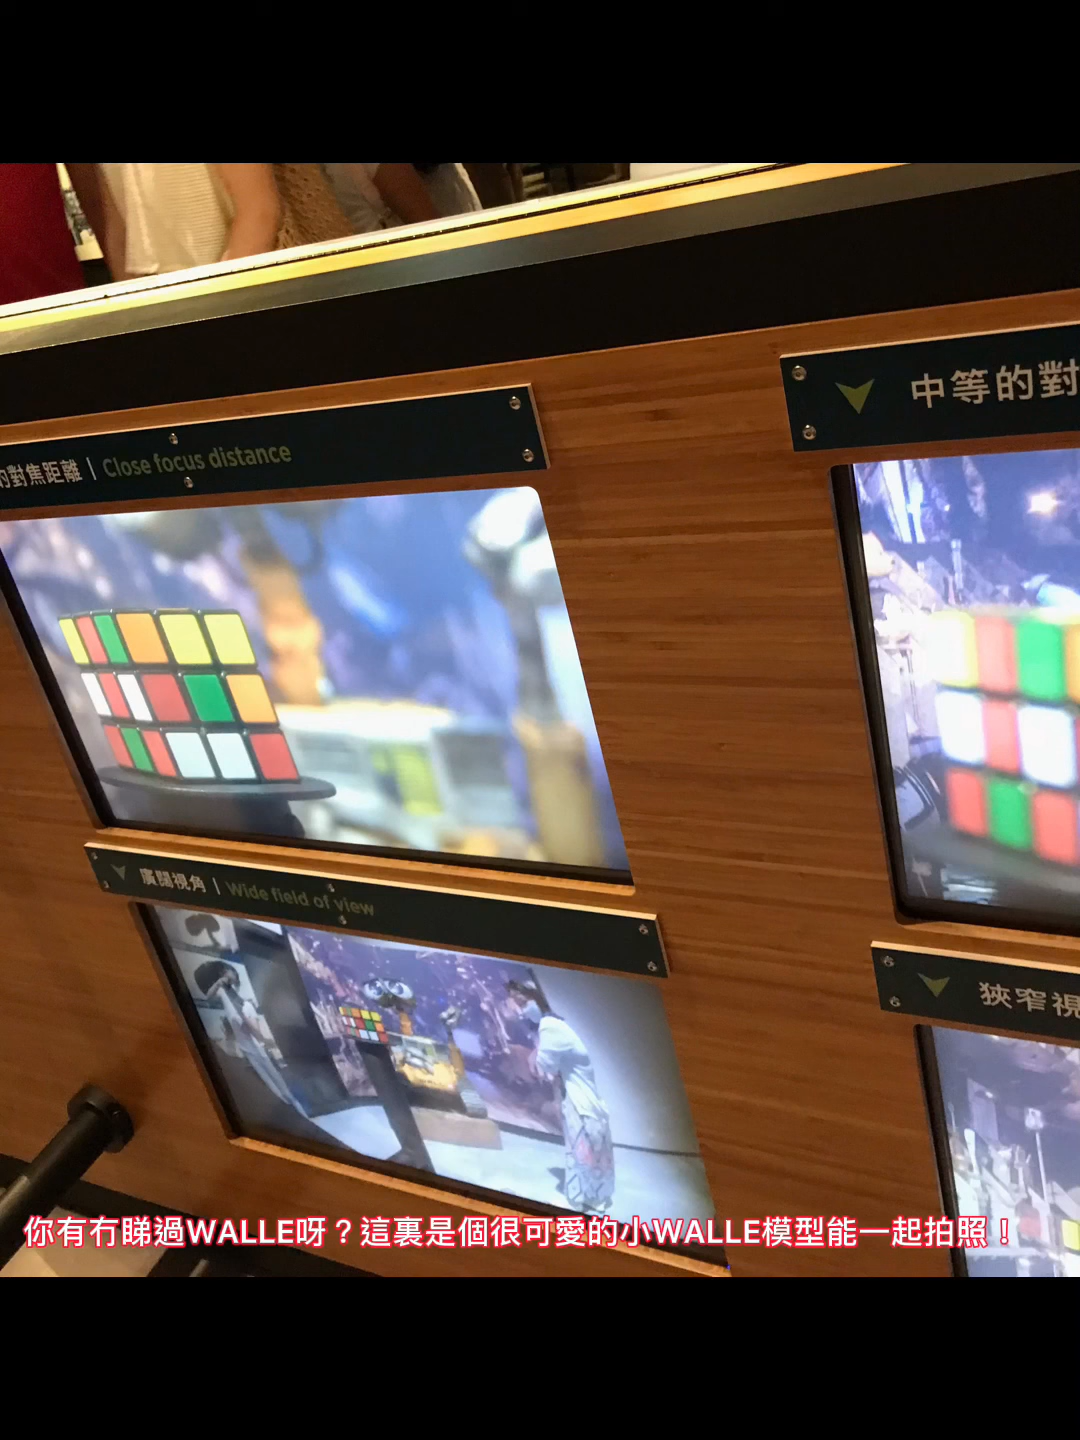 的對焦距離 | Close focus distance
中等的對
廣闊視角 | Wide field of view
狹窄視
你有冇睇過WALLE呀？這裏是個很可愛的小WALLE模型能一起拍照！